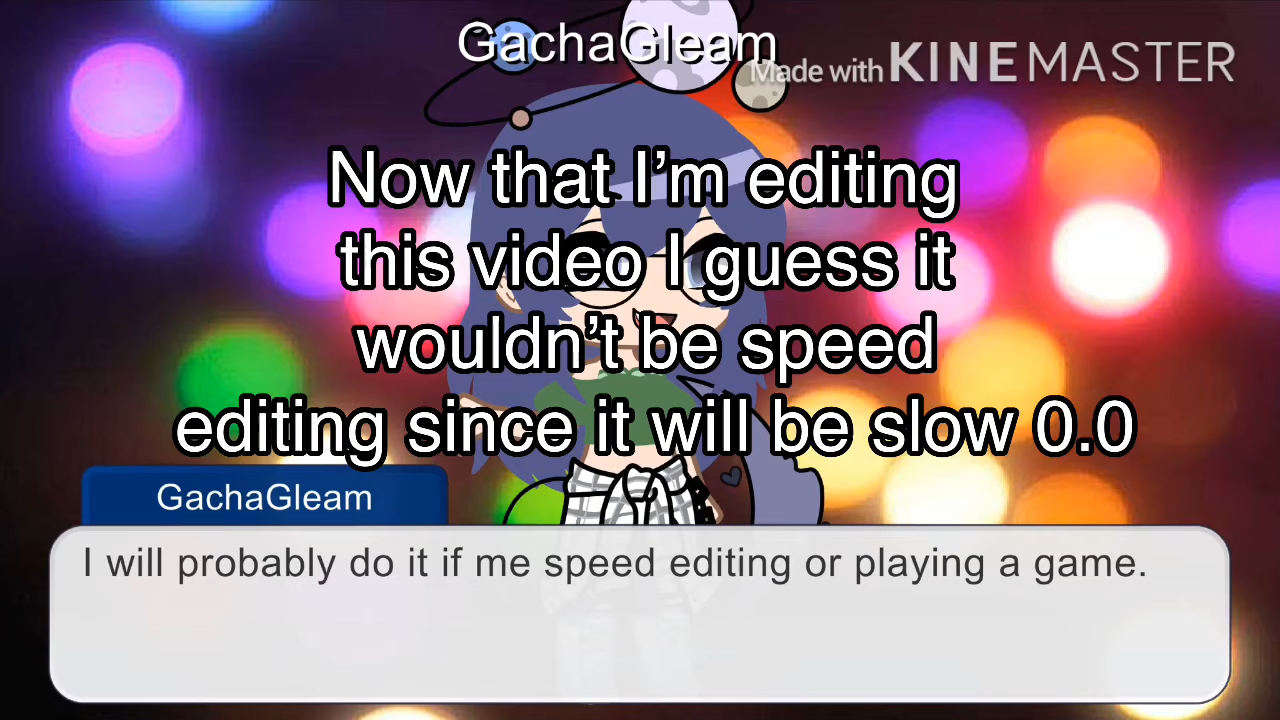 GachaGleam
Made with KINEMASTER
Now that I’m editing
this video I guess it
wouldn’t be speed
editing since it will be slow 0.0
GachaGleam
I will probably do it if me speed editing or playing a game.